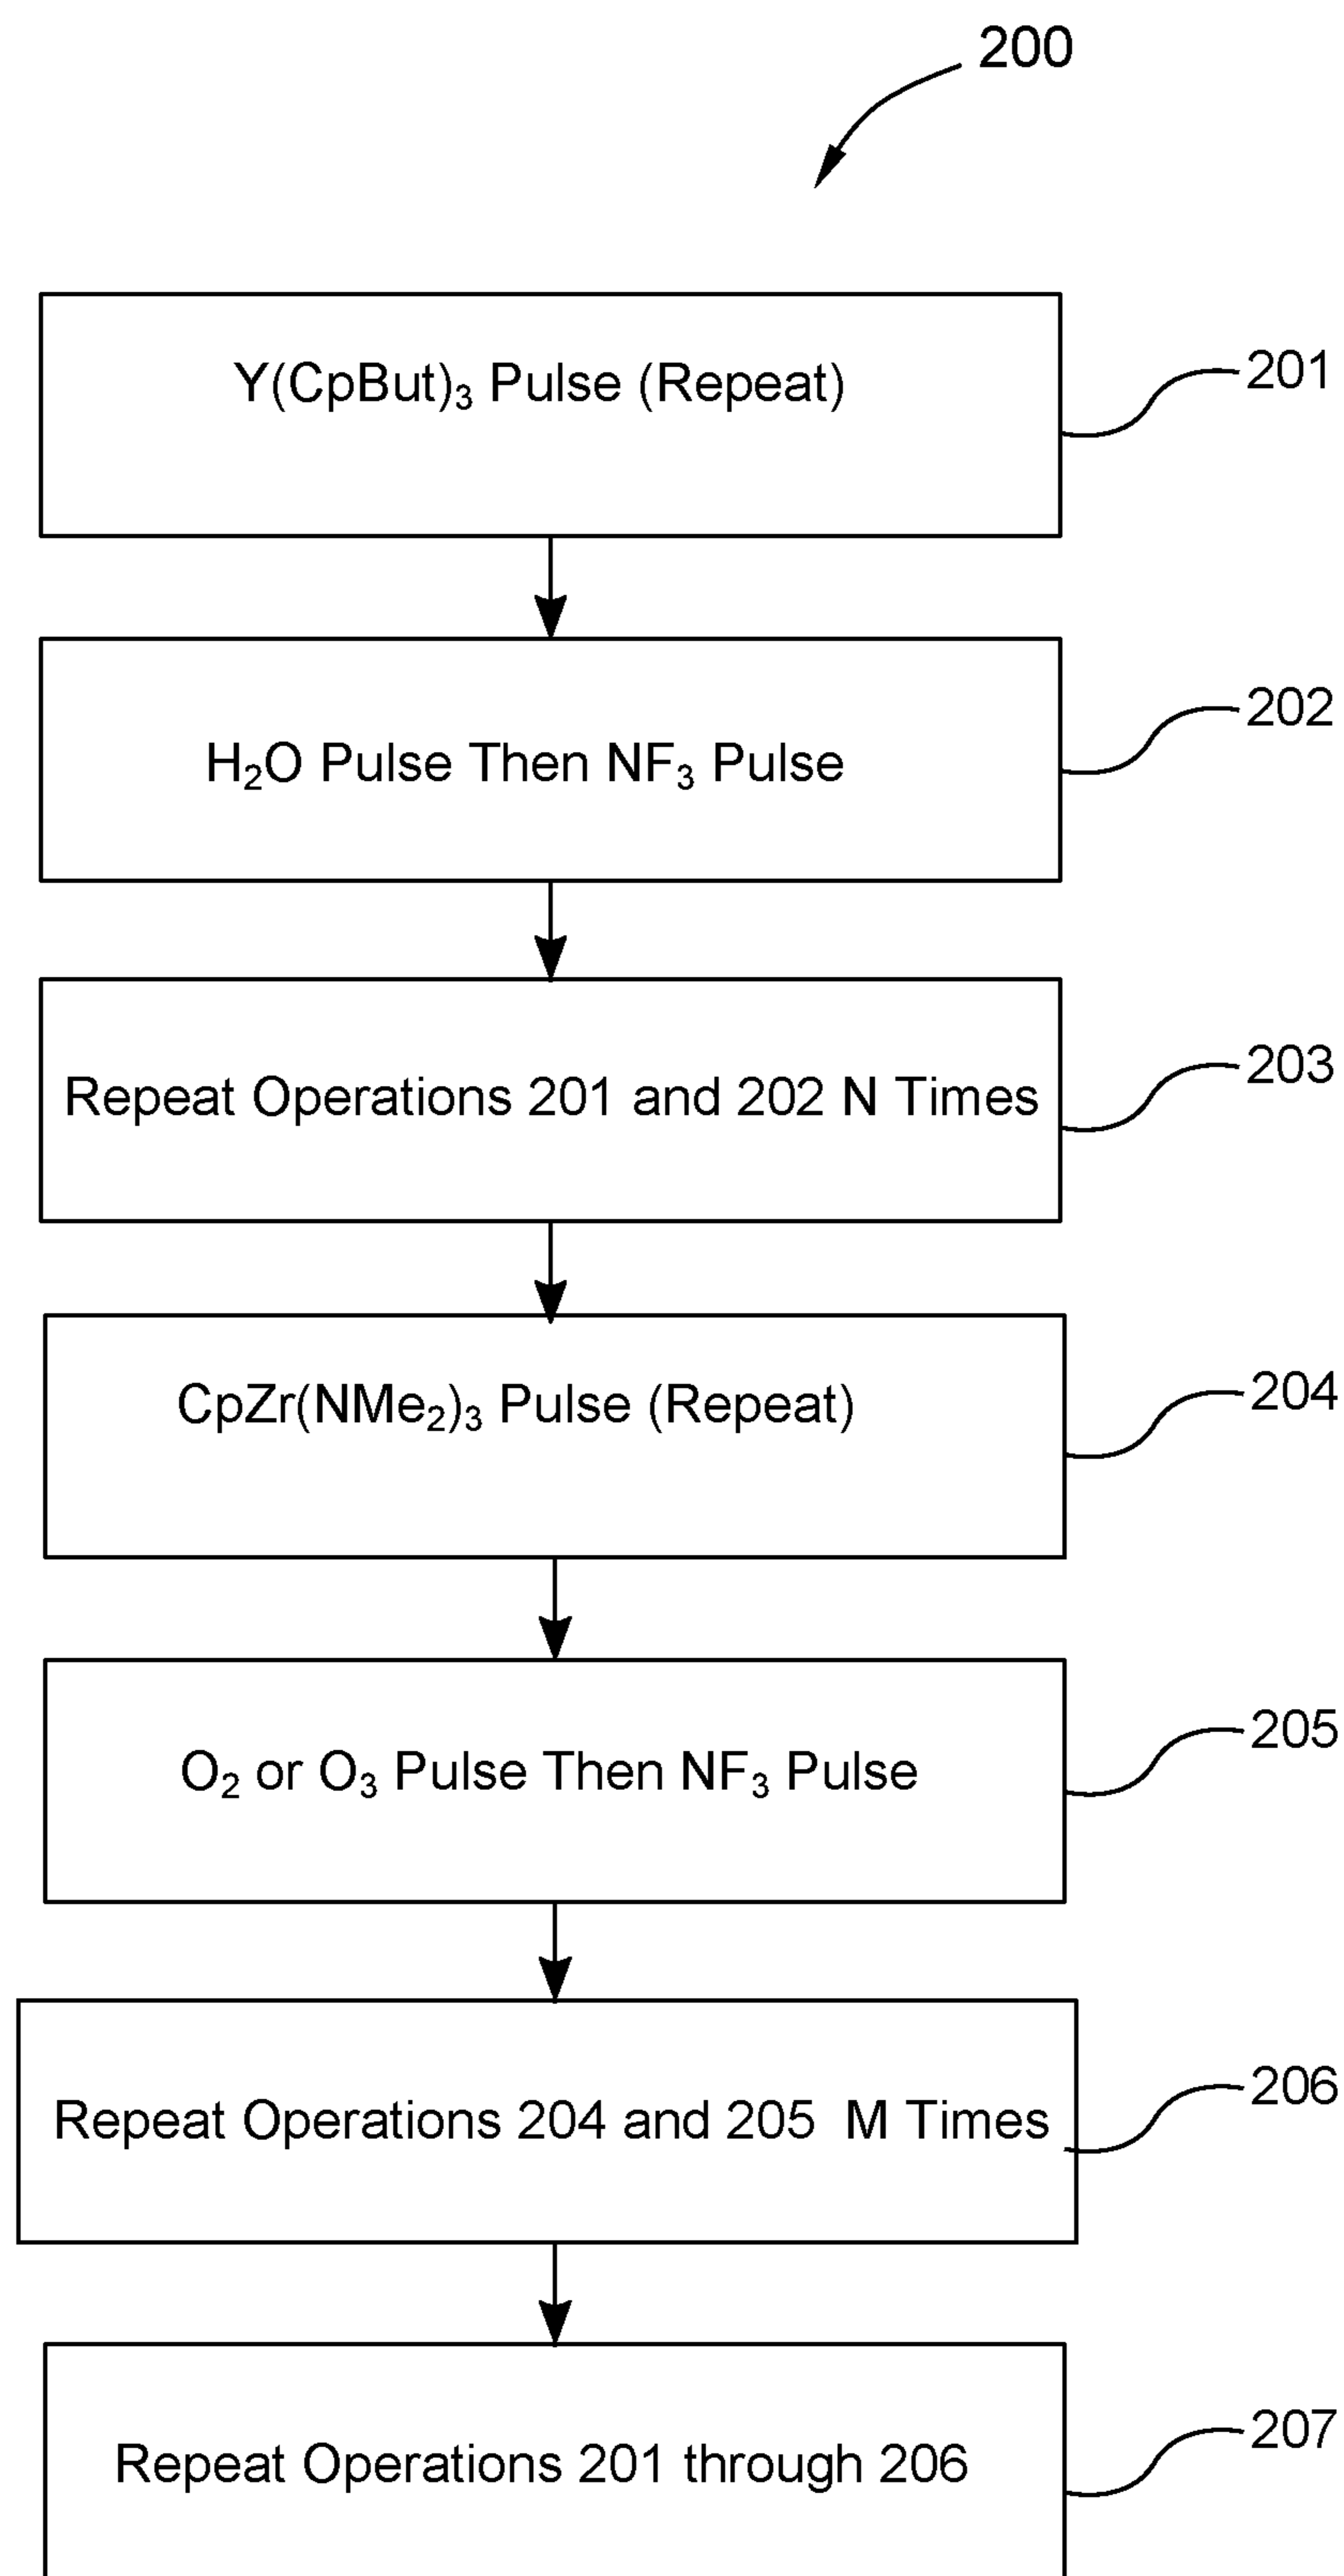 200
Y(CpBut)₃ Pulse (Repeat)
201
H₂O Pulse Then NF₃ Pulse
202
Repeat Operations 201 and 202 N Times
203
CpZr(NMe₂)₃ Pulse (Repeat)
204
O₂ or O₃ Pulse Then NF₃ Pulse
205
Repeat Operations 204 and 205 M Times
206
Repeat Operations 201 through 206
207